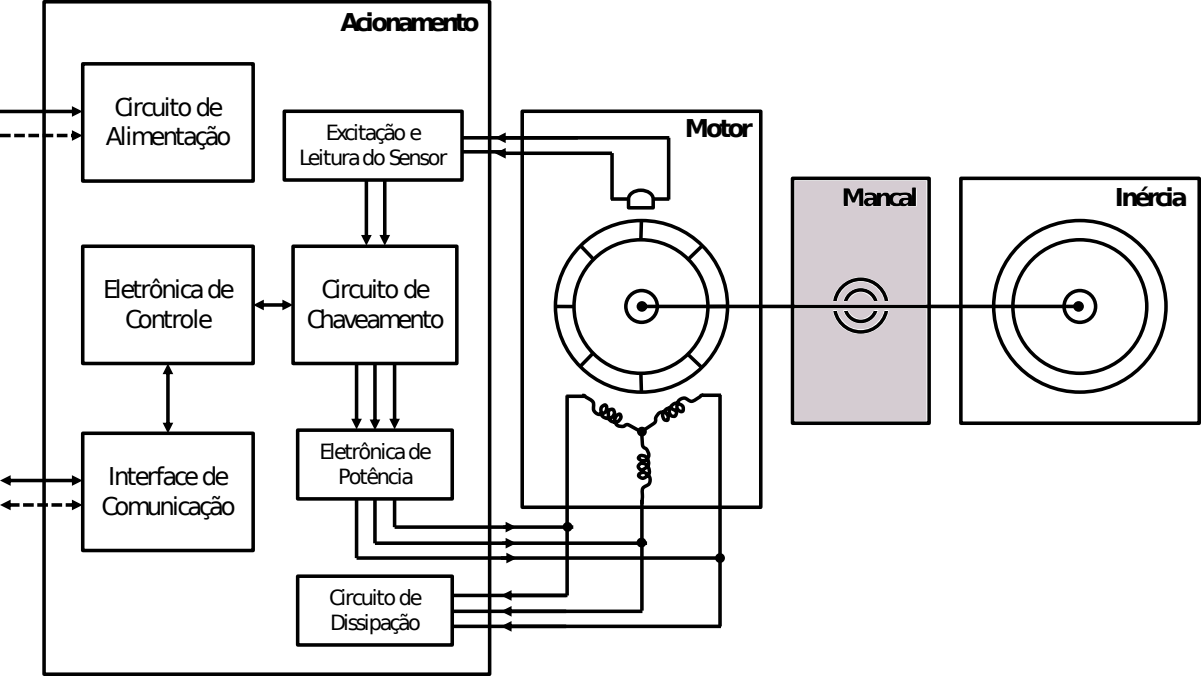 Acionamento
Circuito de
Alimentação
Excitação e
Leitura do Sensor
Motor
Mancal
Inércia
Eletrônica de
Controle
Circuito de
Chaveamento
Eletrônica de
Potência
Interface de
Comunicação
Circuito de
Dissipação